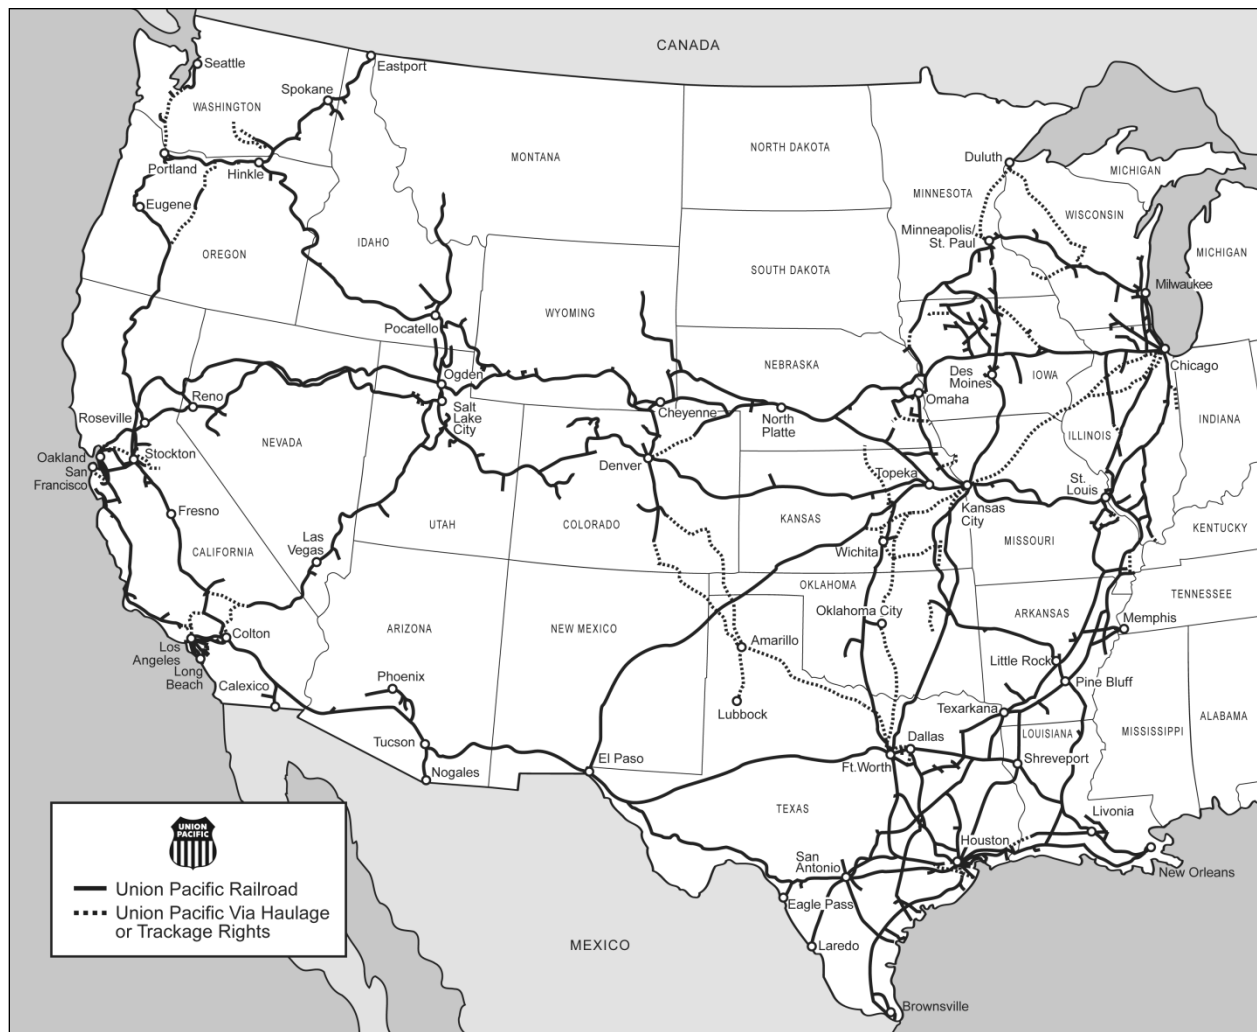 CANADA
Seattle
Eastport
Spokane
WASHINGTON
MONTANA
NORTH DAKOTA
Duluth
MICHIGAN
Portland
Hinkle
MINNESOTA
WISCONSIN
Eugene
IDAHO
Minneapolis/
St. Paul
OREGON
SOUTH DAKOTA
MICHIGAN
Milwaukee
WYOMING
Pocatello
NEBRASKA
Chicago
Ogden
Des
Moines
IOWA
Reno
Salt
Lake
City
Cheyenne
North
Platte
Omaha
Roseville
INDIANA
NEVADA
ILLINOIS
Oakland
San
Francisco
Stockton
Denver
Topeka
St.
Louis
Fresno
Kansas
City
UTAH
COLORADO
KANSAS
KENTUCKY
Las
Vegas
CALIFORNIA
Wichita
MISSOURI
OKLAHOMA
TENNESSEE
Oklahoma City
ARKANSAS
Memphis
ARIZONA
NEW MEXICO
Colton
Los
Angeles
Long
Beach
Amarillo
Little Rock
Phoenix
Calexico
Pine Bluff
Lubbock
Texarkana
ALABAMA
MISSISSIPPI
LOUISIANA
Tucson
Dallas
El Paso
Ft.Worth
Shreveport
Nogales
TEXAS
Livonia
UNION
PACIFIC
Houston
San
Antonio
New Orleans
Union Pacific Railroad
Union Pacific Via Haulage
or Trackage Rights
Eagle Pass
MEXICO
Laredo
Brownsville